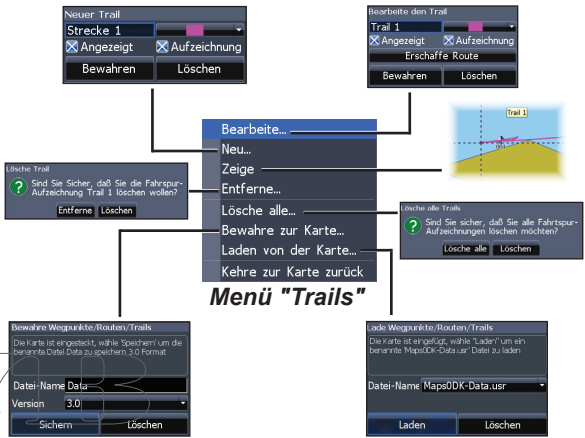 Neuer Trail
Strecke 1
Angezeigt Aufzeichnung
Bewahren Löschen
Bearbeite den Trail
Trail 1
Angezeigt Aufzeichnung
Erschaffe Route
Bewahren Löschen
Trail 1
001
Bearbeite...
Neu...
Zeige
Entferne...
Lösche alle...
Bewahre zur Karte...
Laden von der Karte...
Kehre zur Karte zurück
Menü "Trails"
Lösche Trail
Sind Sie Sicher, daß Sie die Fahrspur-
Aufzeichnung Trail 1 löschen wollen?
Entferne Löschen
Lösche alle Trails
Sind Sie sicher, daß Sie alle Fahrtspur-
Aufzeichnungen löschen möchten?
Lösche alle Löschen
Bewahre Wegpunkte/Routen/Trails
Die Karte ist eingesteckt, wähle 'Speichern' um die
benannte Datei Data zu speichern 3.0 Format
Datei-Name Data
Version 3.0
Sichern Löschen
Lade Wegpunkte/Routen/Trails
Die Karte ist eingefügt, wähle "Laden" um ein
benannte 'Maps0DK-Data.usr' Datei zu laden
Datei-Name Maps0DK-Data.usr
Laden Löschen